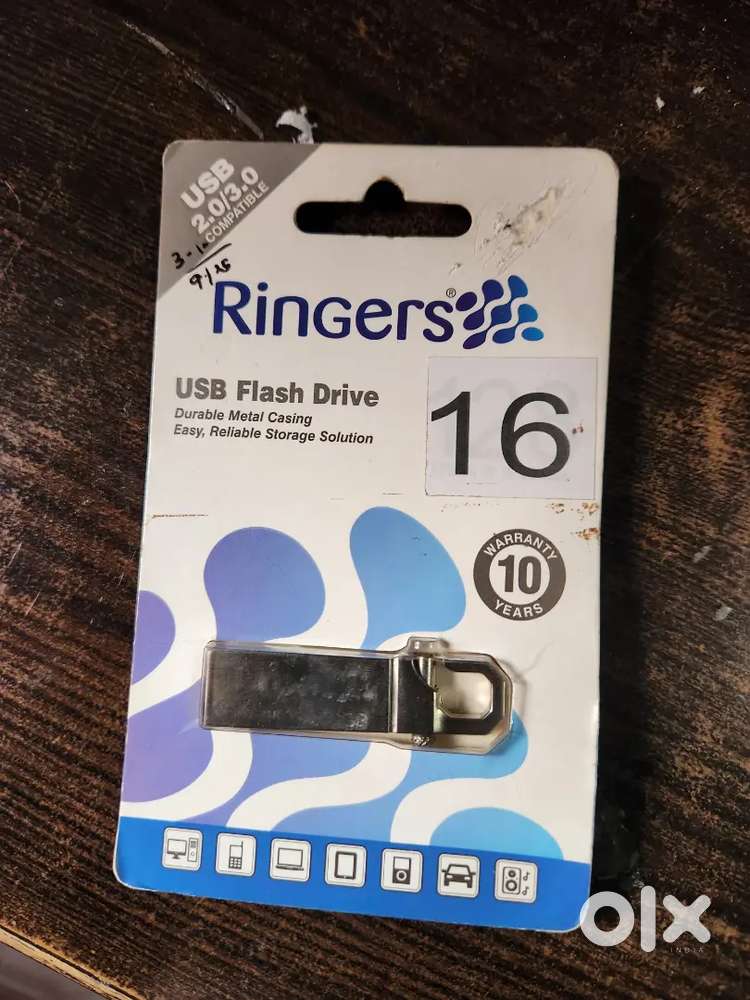 USB
2.0/3.0
COMPATIBLE
Ringers®
USB Flash Drive
Durable Metal Casing
Easy, Reliable Storage Solution
16
WARRANTY
10
YEARS
olx
INDIA